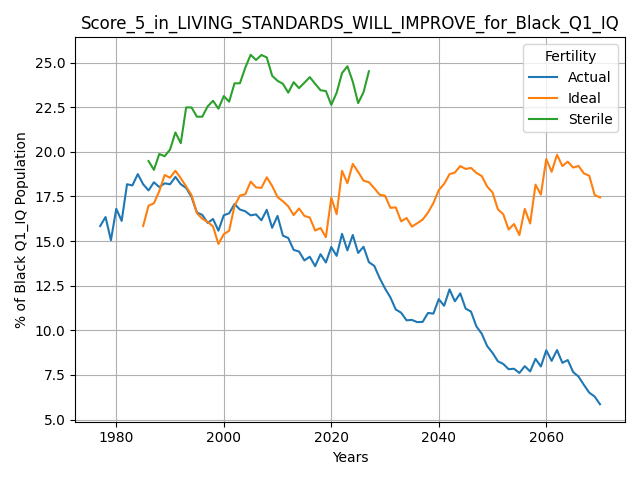 Score_5_in_LIVING_STANDARDS_WILL_IMPROVE_for_Black_Q1_IQ
Fertility
Actual
Ideal
Sterile
% of Black Q1_IQ Population
25.0
22.5
20.0
17.5
15.0
12.5
10.0
7.5
5.0
1980
2000
2020
2040
2060
Years